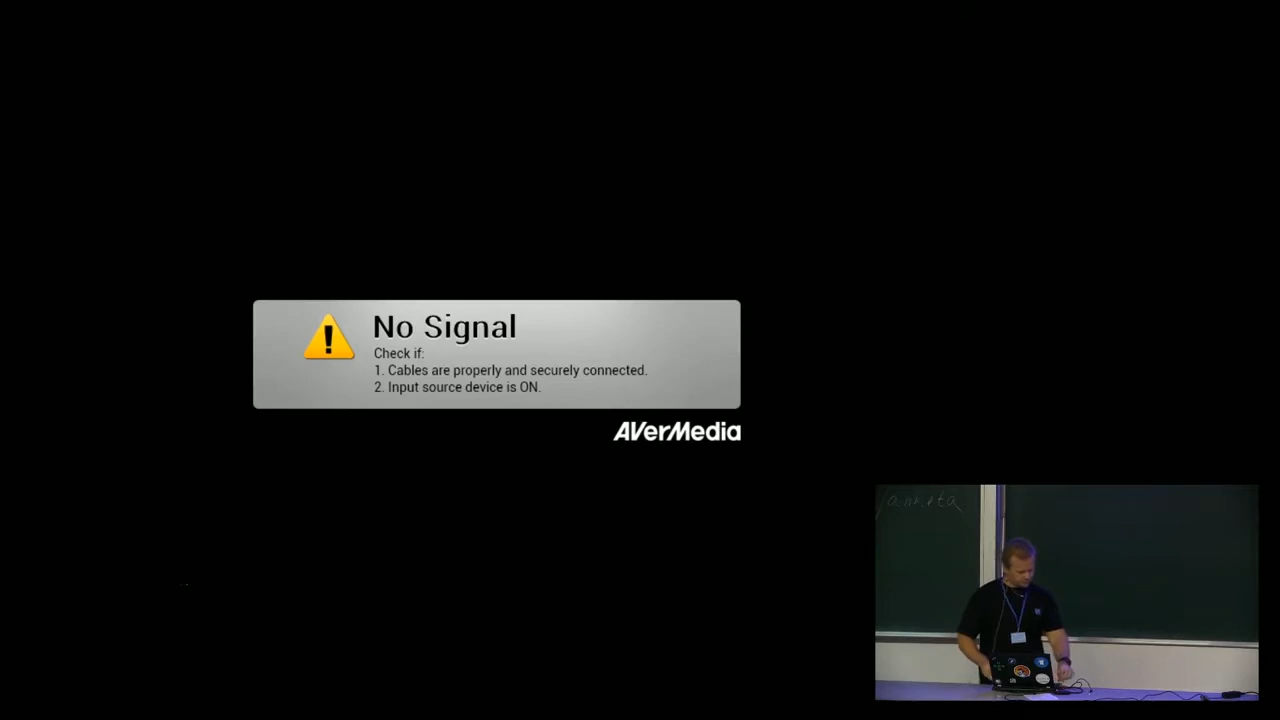 No Signal
Check if:
1. Cables are properly and securely connected.
2. Input source device is ON.
AVerMedia